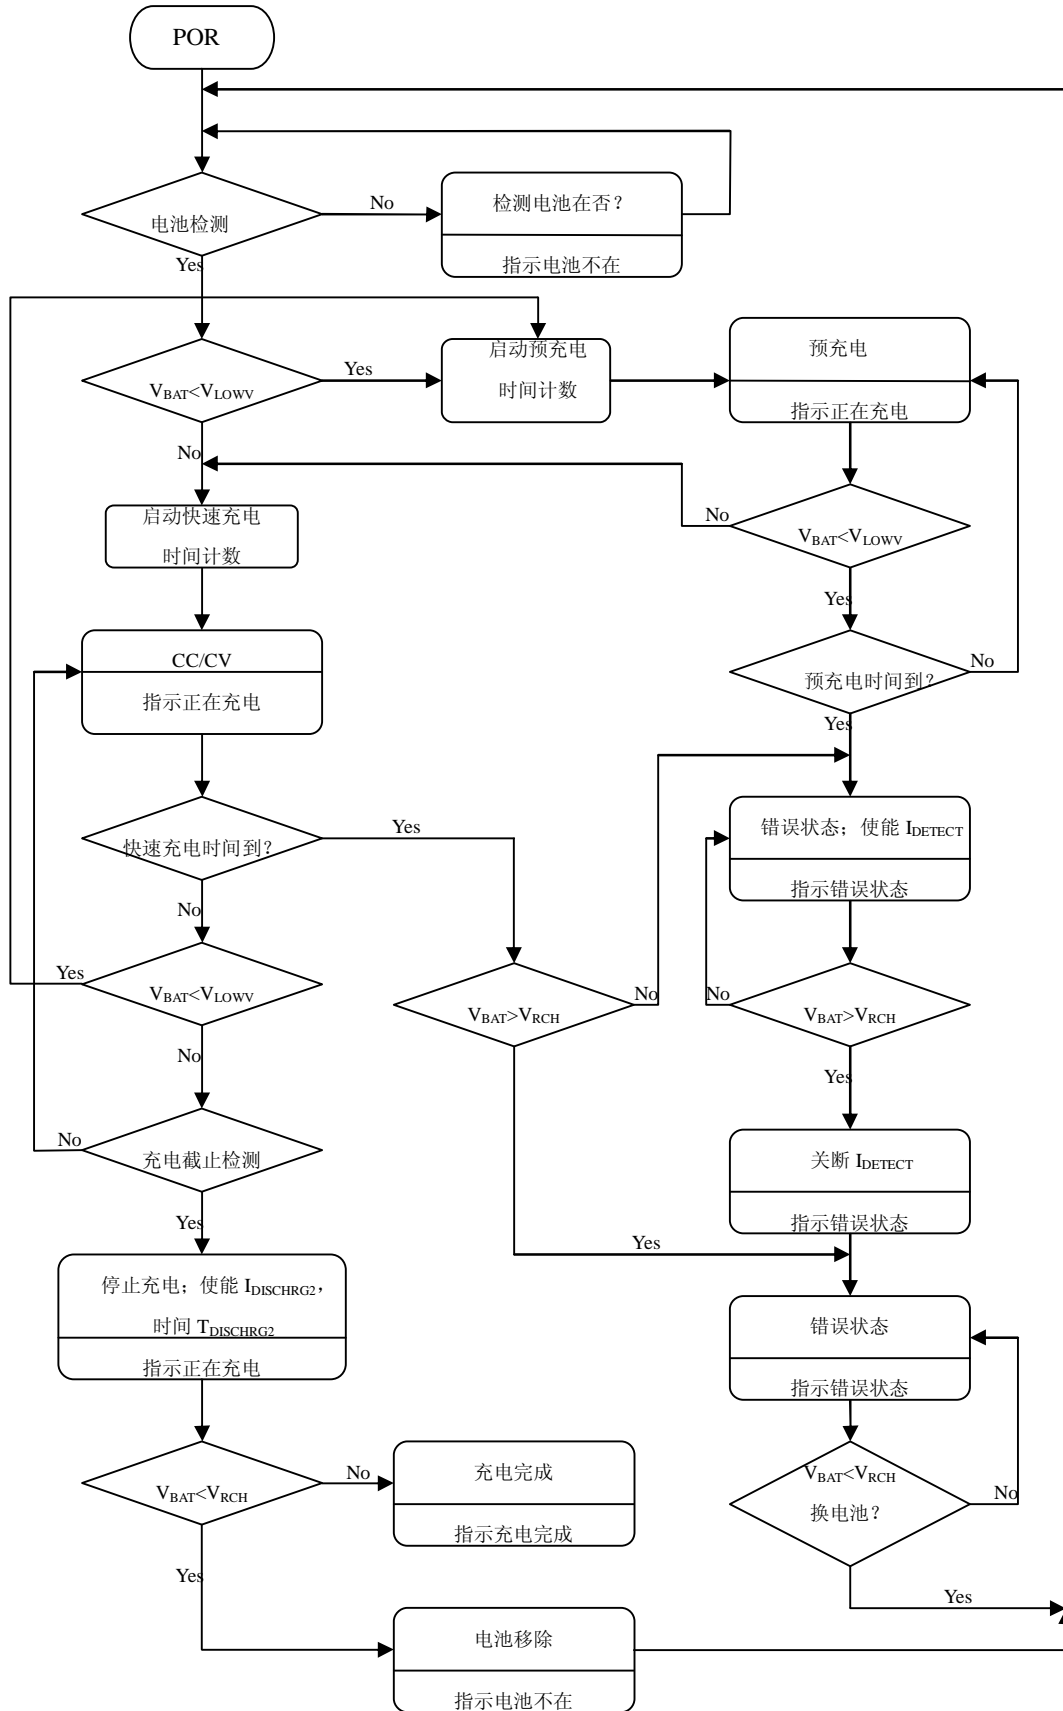 POR
No
检测电池在否？
电池检测
指示电池不在
Yes
启动预充电
时间计数
预充电
指示正在充电
Yes
VBAT<VLOWV
No
启动快速充电
时间计数
No
VBAT<VLOWV
Yes
CC/CV
指示正在充电
No
预充电时间到？
Yes
错误状态；使能 IDETECT
指示错误状态
Yes
快速充电时间到？
No
Yes
VBAT<VLOWV
No
VBAT>VRCH
No
VBAT>VRCH
No
Yes
No
充电截止检测
关断 IDETECT
指示错误状态
Yes
Yes
停止充电；使能 IDISCHRG2，
时间 TDISCHRG2
指示正在充电
错误状态
指示错误状态
VBAT<VRCH
No
充电完成
指示充电完成
VBAT<VRCH
换电池？
No
Yes
Yes
电池移除
指示电池不在